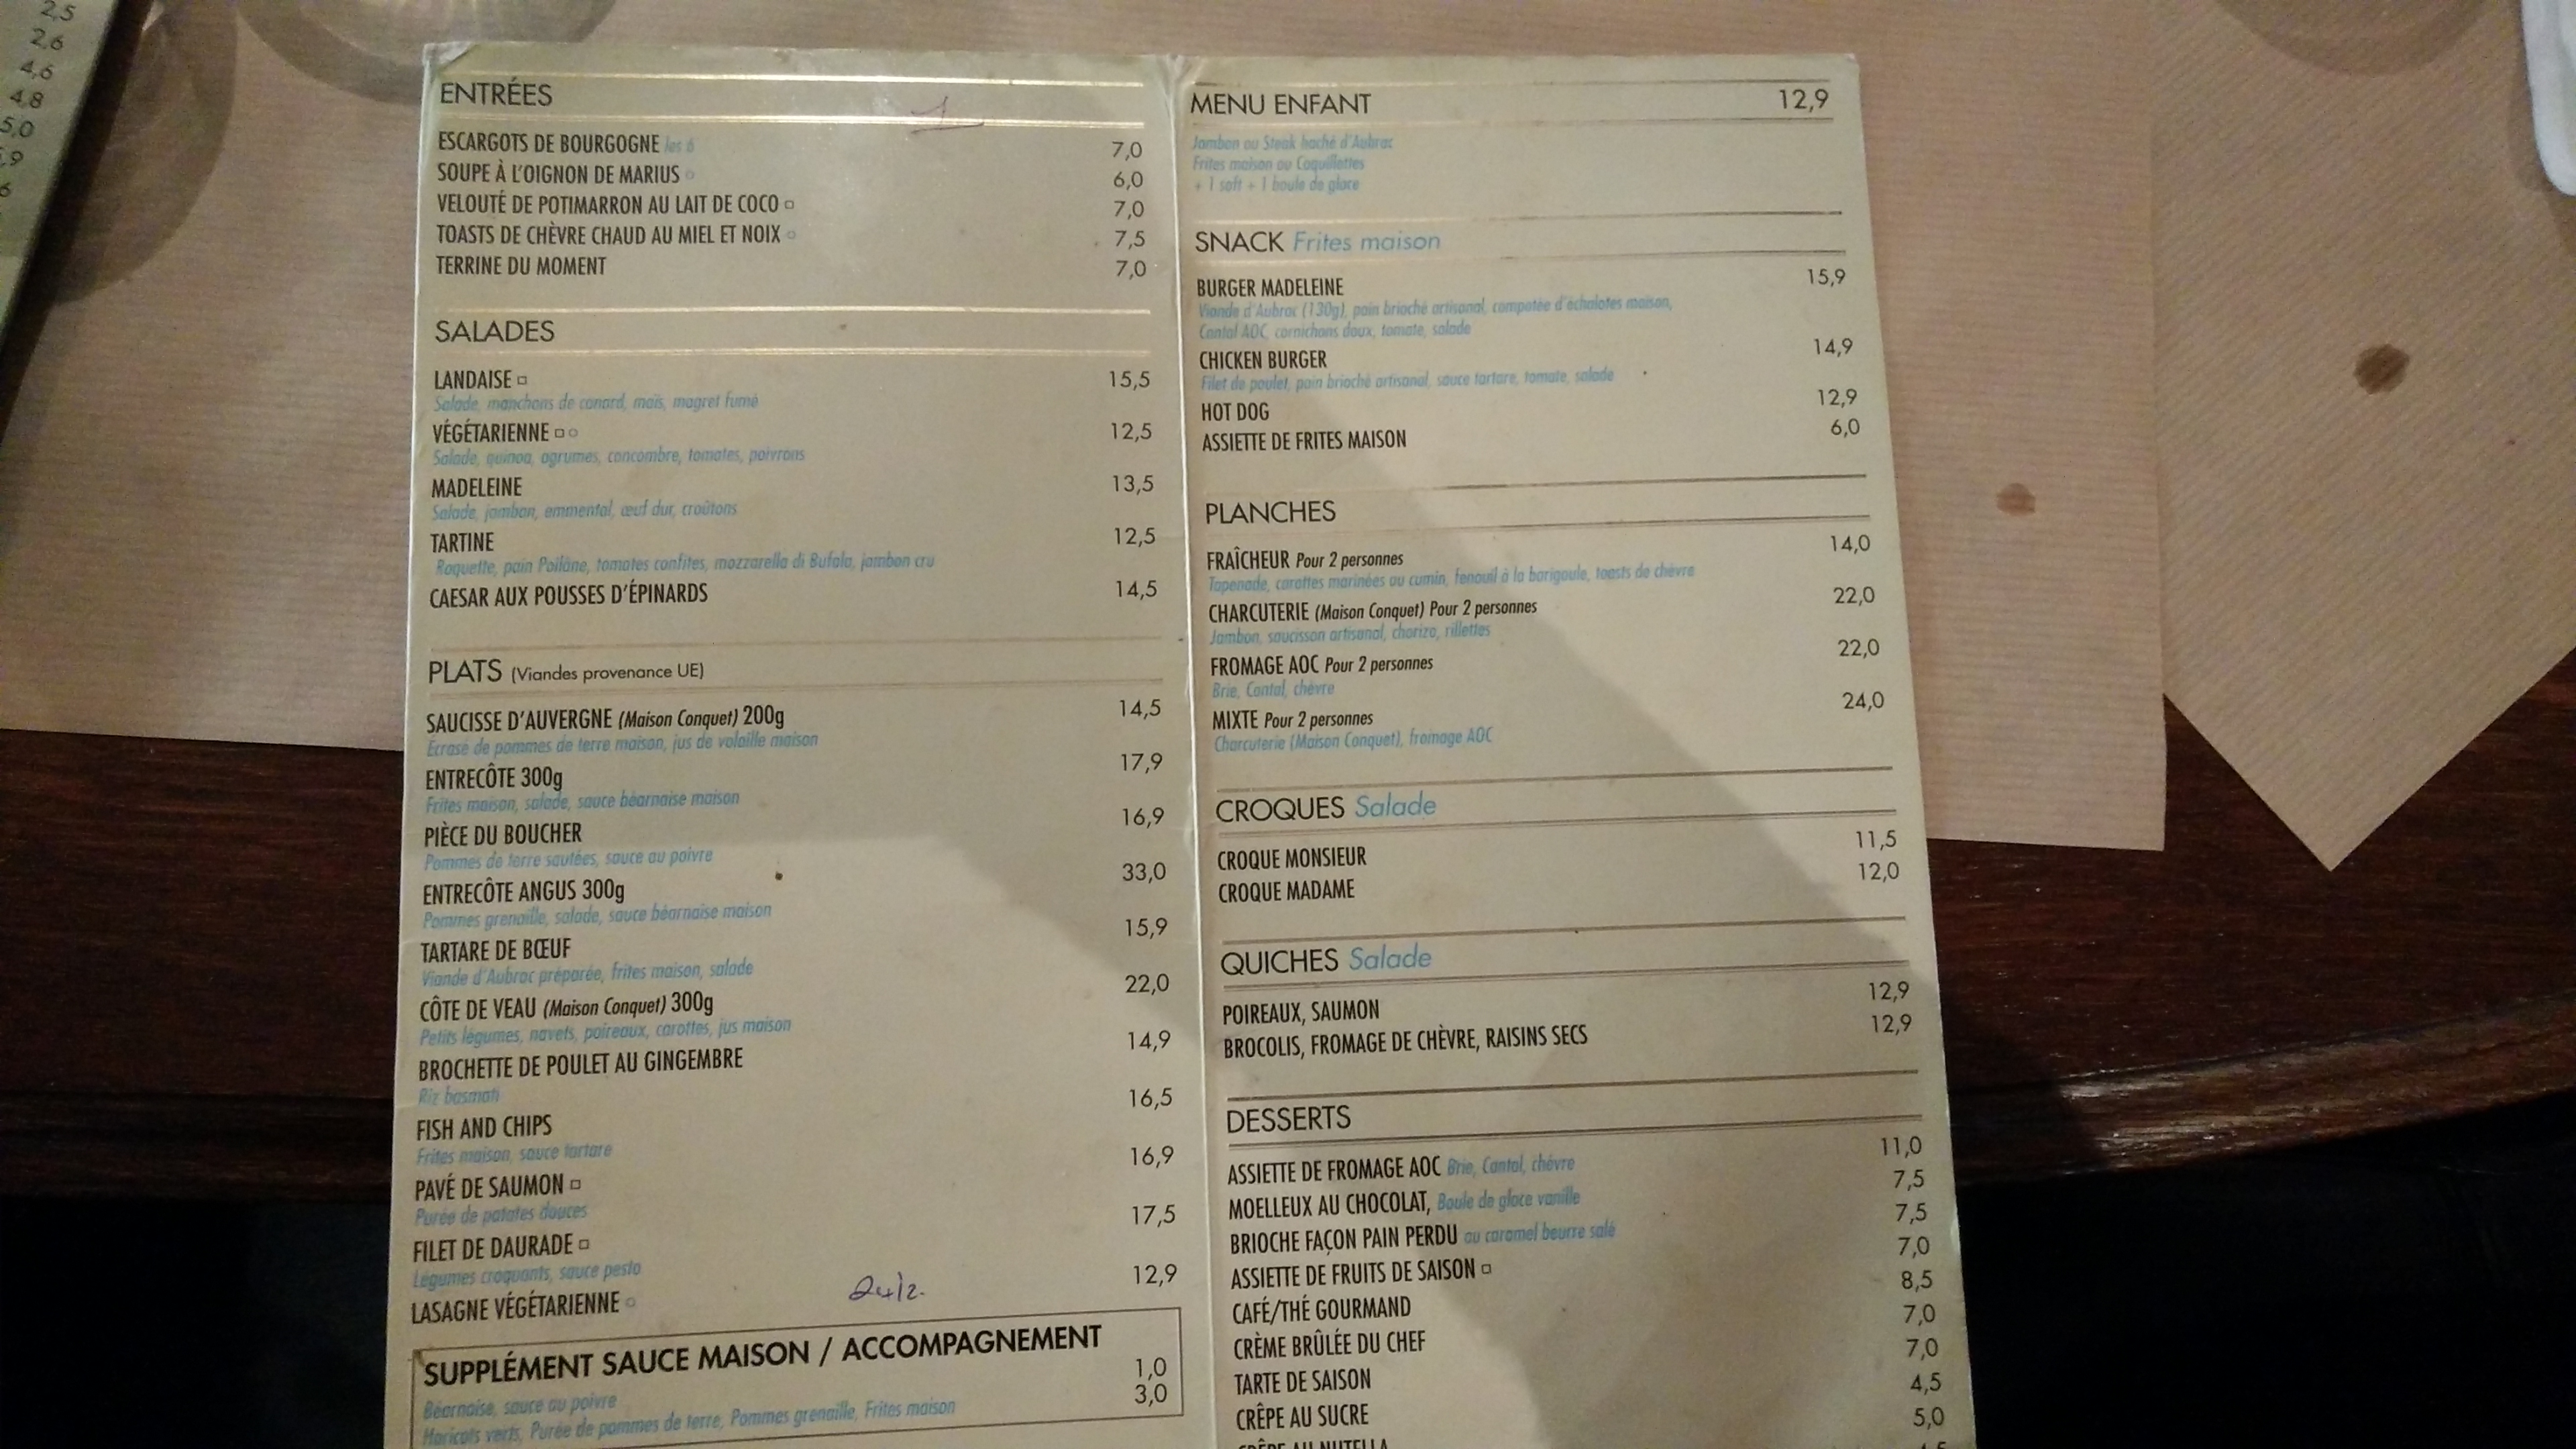 2,5
2,6
4,6
4,8
5,0
,9
6
ENTRÉES
1
ESCARGOTS DE BOURGOGNE les 6 7,0
SOUPE À L'OIGNON DE MARIUS 6,0
VELOUTÉ DE POTIMARRON AU LAIT DE COCO 7,0
TOASTS DE CHÈVRE CHAUD AU MIEL ET NOIX 7,5
TERRINE DU MOMENT 7,0
SALADES
LANDAISE 15,5
Salade, manchons de canard, maïs, magret fumé
VÉGÉTARIENNE 12,5
Salade, quinoa, agrumes, concombre, tomates, poivrons
MADELEINE 13,5
Salade, jambon, emmental, œuf dur, croûtons
TARTINE 12,5
Roquette, pain Poilâne, tomates confites, mozzarella di Bufala, jambon cru
CAESAR AUX POUSSES D'ÉPINARDS 14,5
PLATS (Viandes provenance UE)
SAUCISSE D'AUVERGNE (Maison Conquet) 200g 14,5
Ecrasé de pommes de terre maison, jus de volaille maison
ENTRECÔTE 300g 17,9
Frites maison, salade, sauce béarnaise maison
PIÈCE DU BOUCHER 16,9
Pommes de terre sautées, sauce au poivre
ENTRECÔTE ANGUS 300g 33,0
Pommes grenaille, salade, sauce béarnaise maison
TARTARE DE BŒUF 15,9
Viande d'Aubrac préparée, frites maison, salade
CÔTE DE VEAU (Maison Conquet) 300g 22,0
Petits légumes, navets, poireaux, carottes, jus maison
BROCHETTE DE POULET AU GINGEMBRE 14,9
Riz basmati
FISH AND CHIPS 16,5
Frites maison, sauce tartare
PAVÉ DE SAUMON 16,9
Purée de patates douces
FILET DE DAURADE 17,5
Légumes croquants, sauce pesto
LASAGNE VÉGÉTARIENNE 12,9
SUPPLÉMENT SAUCE MAISON / ACCOMPAGNEMENT
Béarnaise, sauce au poivre 1,0
Haricots verts, Purée de pommes de terre, Pommes grenaille, Frites maison 3,0
MENU ENFANT 12,9
Jambon ou Steak haché d'Aubrac
Frites maison ou Coquillettes
+ 1 soft + 1 boule de glace
SNACK Frites maison
BURGER MADELEINE 15,9
Viande d'Aubrac (130g), pain brioché artisanal, compotée d'échalotes maison,
Cantal AOC, cornichons doux, tomate, salade
CHICKEN BURGER 14,9
Filet de poulet, pain brioché artisanal, sauce tartare, tomate, salade
HOT DOG 12,9
ASSIETTE DE FRITES MAISON 6,0
PLANCHES
FRAÎCHEUR Pour 2 personnes 14,0
Tapenade, carottes marinées au cumin, fenouil à la barigoule, toasts de chèvre
CHARCUTERIE (Maison Conquet) Pour 2 personnes 22,0
Jambon, saucisson artisanal, chorizo, rillettes
FROMAGE AOC Pour 2 personnes 22,0
Brie, Cantal, chèvre
MIXTE Pour 2 personnes 24,0
Charcuterie (Maison Conquet), fromage AOC
CROQUES Salade
CROQUE MONSIEUR 11,5
CROQUE MADAME 12,0
QUICHES Salade
POIREAUX, SAUMON 12,9
BROCOLIS, FROMAGE DE CHÈVRE, RAISINS SECS 12,9
DESSERTS
ASSIETTE DE FROMAGE AOC Brie, Cantal, chèvre 11,0
MOELLEUX AU CHOCOLAT, Boule de glace vanille 7,5
BRIOCHE FAÇON PAIN PERDU au caramel beurre salé 7,5
ASSIETTE DE FRUITS DE SAISON 7,0
CAFÉ/THÉ GOURMAND 8,5
CRÈME BRÛLÉE DU CHEF 7,0
TARTE DE SAISON 7,0
CRÊPE AU SUCRE 4,5
CRÊPE AU NUTELLA 5,0